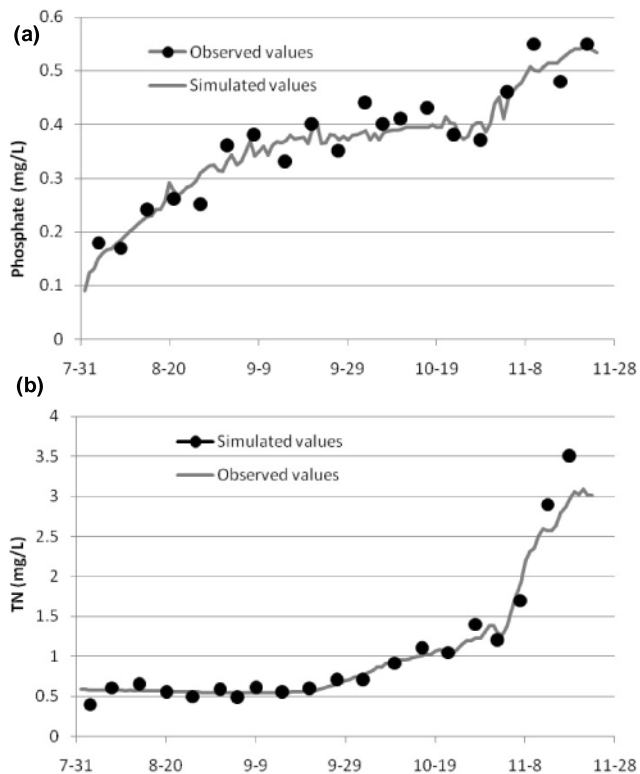 (a)
0.6
0.5
0.4
0.3
0.2
0.1
0
Phosphate (mg/L)
Observed values
Simulated values
7-31 8-20 9-9 9-29 10-19 11-8 11-28
(b)
4
3.5
3
2.5
2
1.5
1
0.5
0
TN (mg/L)
Simulated values
Observed values
7-31 8-20 9-9 9-29 10-19 11-8 11-28